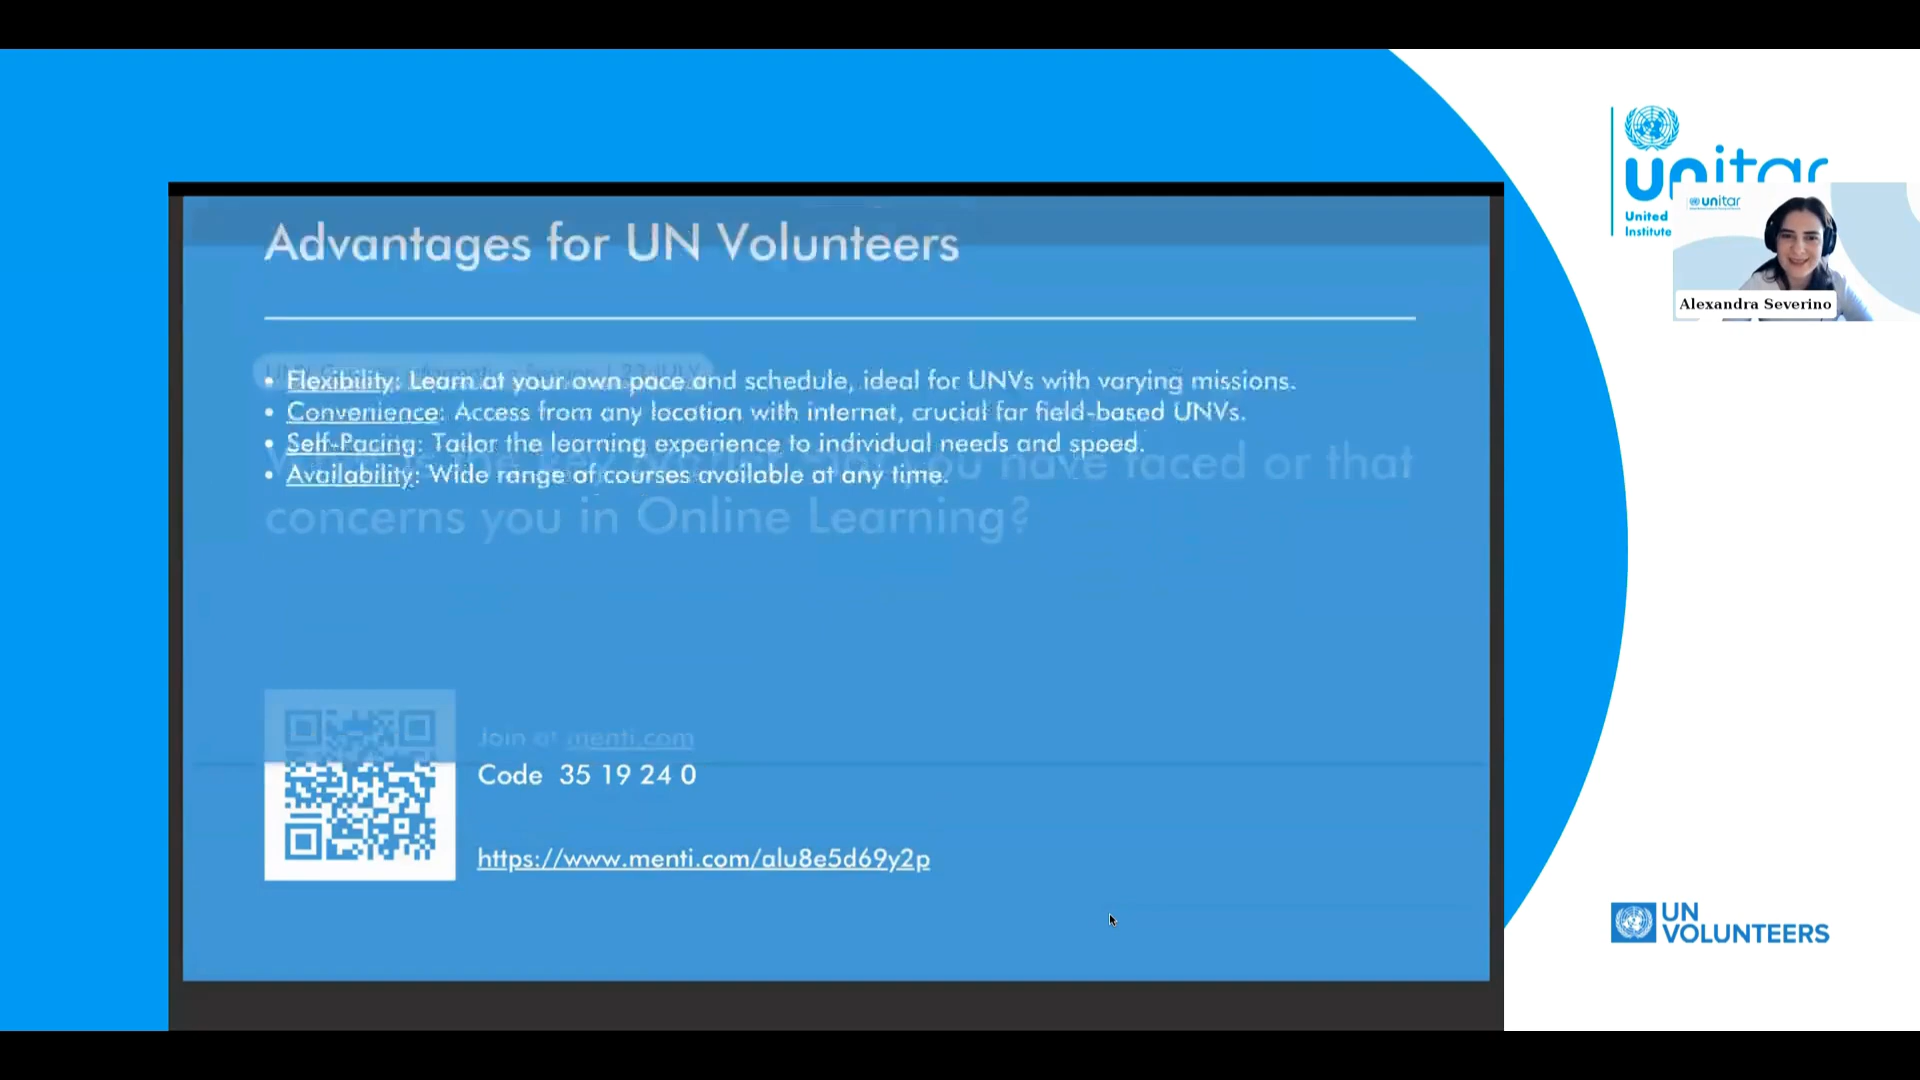 unitar
United
Institute
unitar
Alexandra Severino
Advantages for UN Volunteers
• Flexibility: Learn at your own pace and schedule, ideal for UNVs with varying missions.
• Convenience: Access from any location with internet, crucial for field-based UNVs.
• Self-Pacing: Tailor the learning experience to individual needs and speed.
• Availability: Wide range of courses available at any time.
you have faced or that
concerns you in Online Learning?
Join at menti.com
Code 35 19 24 0
https://www.menti.com/alu8e5d69y2p
UN
VOLUNTEERS